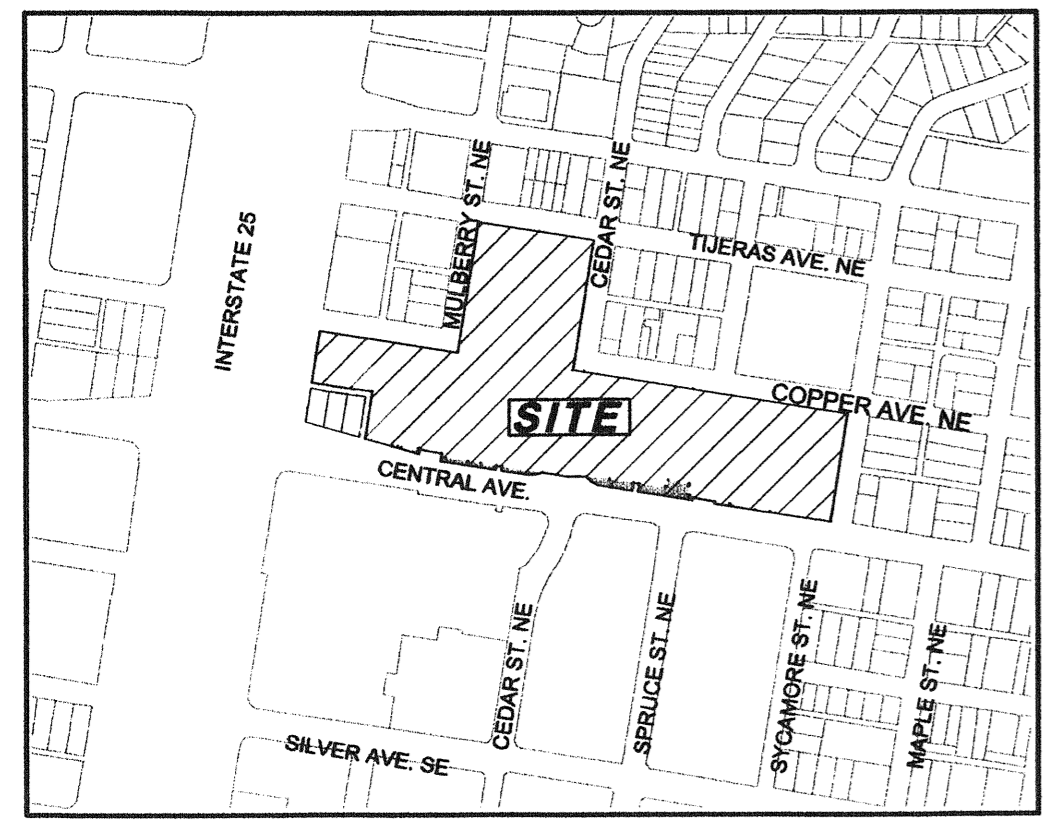 MULBERRY ST. NE
CEDAR ST. NE
INTERSTATE 25
TIJERAS AVE. NE
COPPER AVE. NE
SITE
CENTRAL AVE.
CEDAR ST. NE
SPRUCE ST. NE
SYCAMORE ST. NE
MAPLE ST. NE
SILVER AVE. SE